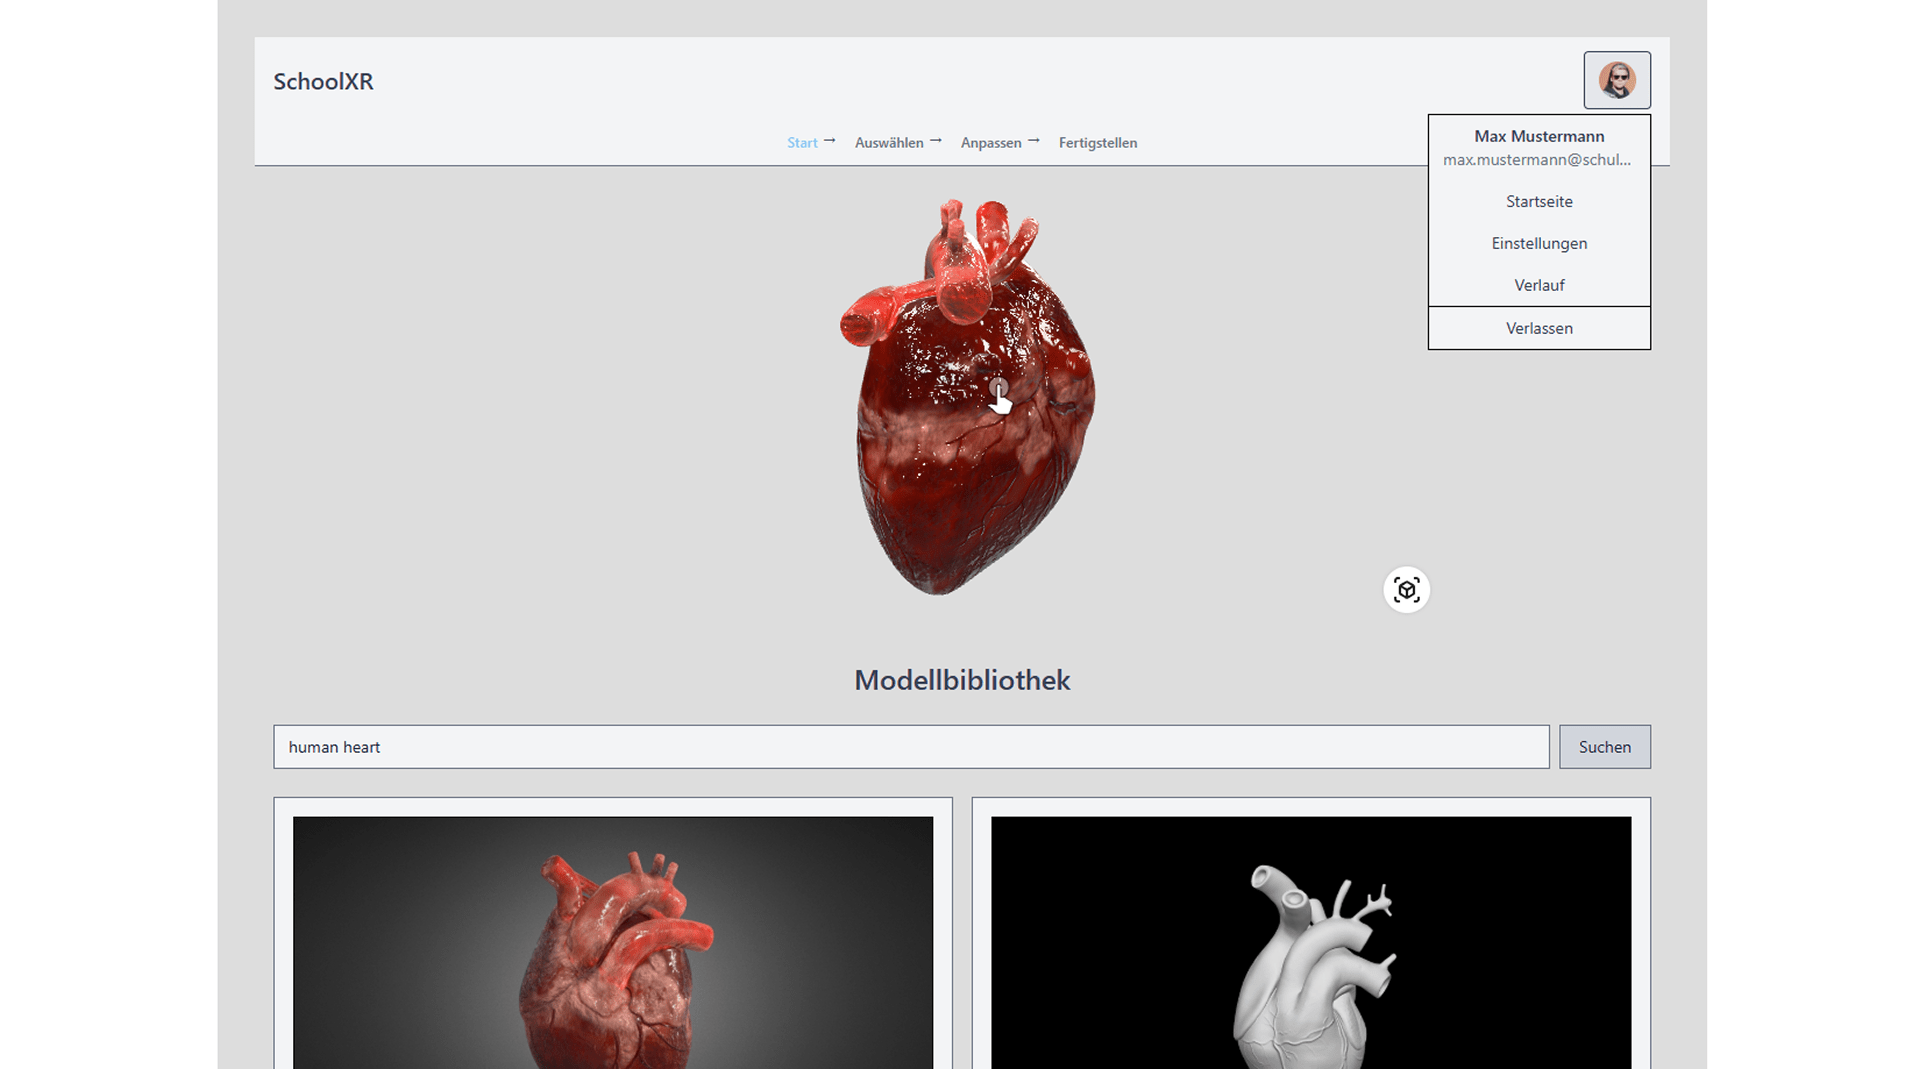 SchoolXR
Start → Auswählen → Anpassen → Fertigstellen
Max Mustermann
max.mustermann@schul...
Startseite
Einstellungen
Verlauf
Verlassen
Modellbibliothek
human heart
Suchen